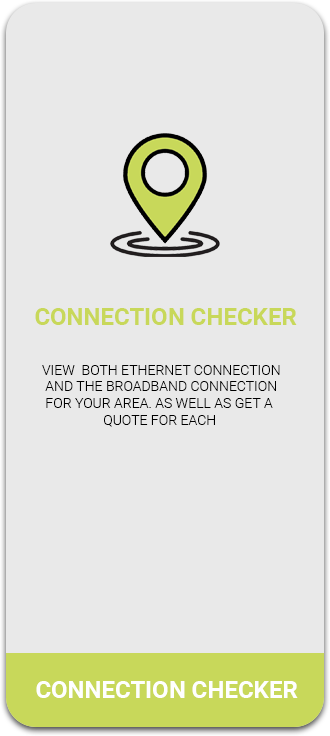 CONNECTION CHECKER
VIEW  BOTH ETHERNET CONNECTION
AND THE BROADBAND CONNECTION
FOR YOUR AREA. AS WELL AS GET A
QUOTE FOR EACH
CONNECTION CHECKER